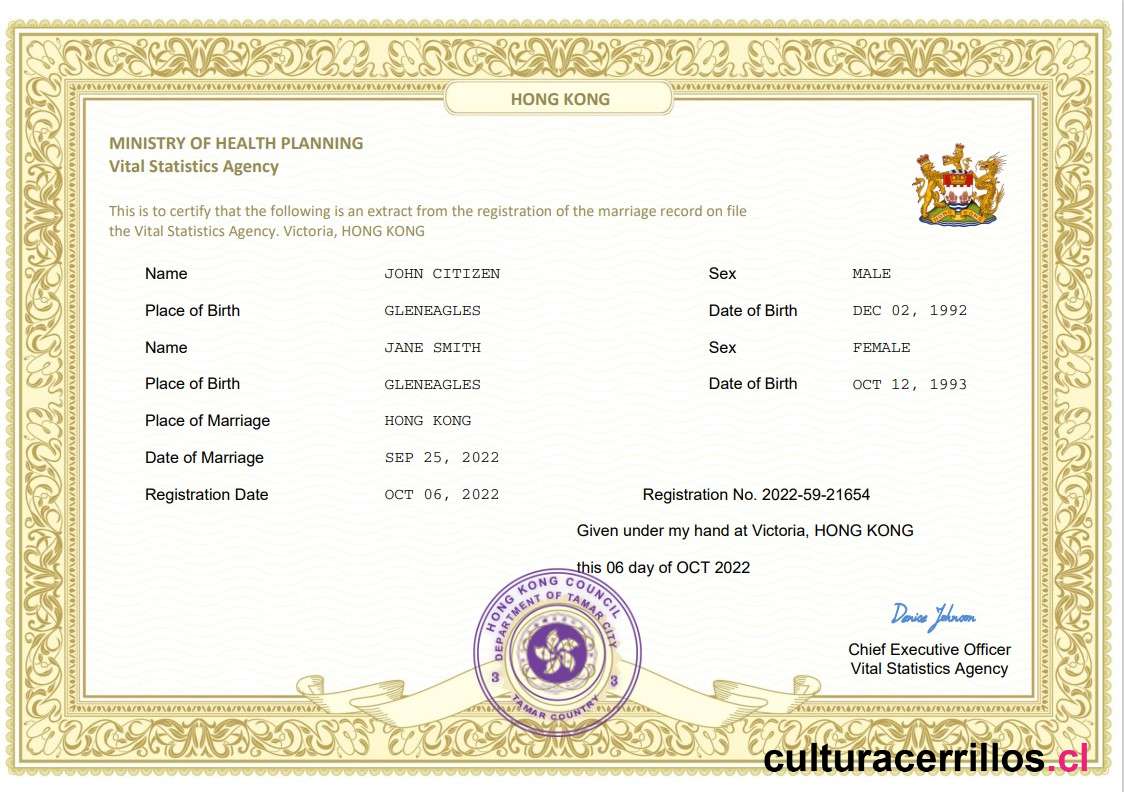 HONG KONG
MINISTRY OF HEALTH PLANNING
Vital Statistics Agency
This is to certify that the following is an extract from the registration of the marriage record on file
the Vital Statistics Agency. Victoria, HONG KONG
Name JOHN CITIZEN Sex MALE
Place of Birth GLENEAGLES Date of Birth DEC 02, 1992
Name JANE SMITH Sex FEMALE
Place of Birth GLENEAGLES Date of Birth OCT 12, 1993
Place of Marriage HONG KONG
Date of Marriage SEP 25, 2022
Registration Date OCT 06, 2022 Registration No. 2022-59-21654
Given under my hand at Victoria, HONG KONG
this 06 day of OCT 2022
HONG KONG COUNCIL
DEPARTMENT OF TAMAR CITY
3 3
TAMAR COUNTRY
Denice Johnson
Chief Executive Officer
Vital Statistics Agency
culturacerrillos.cl